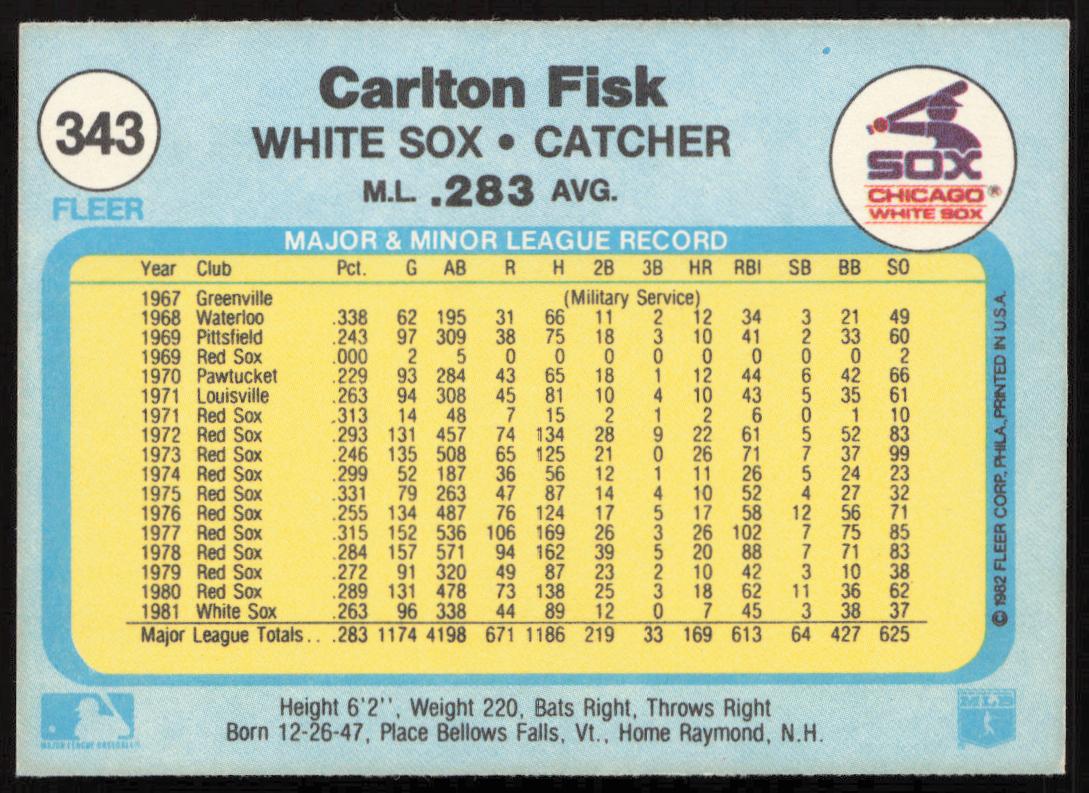 343
FLEER
Carlton Fisk
WHITE SOX • CATCHER
M.L. .283 AVG.
SOX
CHICAGO®
WHITE SOX
MAJOR & MINOR LEAGUE RECORD
Year Club Pct. G AB R H 2B 3B HR RBI SB BB SO
1967 Greenville (Military Service)
1968 Waterloo .338 62 195 31 66 11 2 12 34 3 21 49
1969 Pittsfield .243 97 309 38 75 18 3 10 41 2 33 60
1969 Red Sox .000 2 5 0 0 0 0 0 0 0 0 2
1970 Pawtucket .229 93 284 43 65 18 1 12 44 6 42 66
1971 Louisville .263 94 308 45 81 10 4 10 43 5 35 61
1971 Red Sox .313 14 48 7 15 2 1 2 6 0 1 10
1972 Red Sox .293 131 457 74 134 28 9 22 61 5 52 83
1973 Red Sox .246 135 508 65 125 21 0 26 71 7 37 99
1974 Red Sox .299 52 187 36 56 12 1 11 26 5 24 23
1975 Red Sox .331 79 263 47 87 14 4 10 52 4 27 32
1976 Red Sox .255 134 487 76 124 17 5 17 58 12 56 71
1977 Red Sox .315 152 536 106 169 26 3 26 102 7 75 85
1978 Red Sox .284 157 571 94 162 39 5 20 88 7 71 83
1979 Red Sox .272 91 320 49 87 23 2 10 42 3 10 38
1980 Red Sox .289 131 478 73 138 25 3 18 62 11 36 62
1981 White Sox .263 96 338 44 89 12 0 7 45 3 38 37
Major League Totals . . .283 1174 4198 671 1186 219 33 169 613 64 427 625
© 1982 FLEER CORP., PHILA., PRINTED IN U.S.A.
Height 6'2'', Weight 220, Bats Right, Throws Right
Born 12-26-47, Place Bellows Falls, Vt., Home Raymond, N.H.
MAJOR LEAGUE BASEBALL